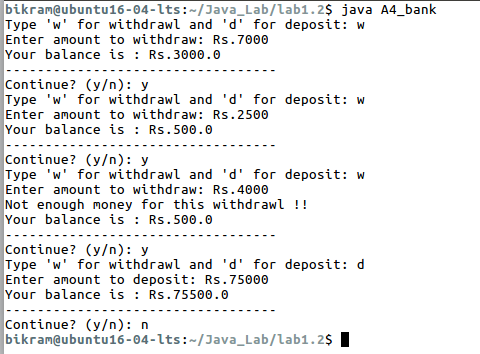 bikram@ubuntu16-04-lts:~/Java_Lab/lab1.2$ java A4_bank
Type 'w' for withdrawl and 'd' for deposit: w
Enter amount to withdraw: Rs.7000
Your balance is : Rs.3000.0
----------------------------------
Continue? (y/n): y
Type 'w' for withdrawl and 'd' for deposit: w
Enter amount to withdraw: Rs.2500
Your balance is : Rs.500.0
----------------------------------
Continue? (y/n): y
Type 'w' for withdrawl and 'd' for deposit: w
Enter amount to withdraw: Rs.4000
Not enough money for this withdrawl !!
Your balance is : Rs.500.0
----------------------------------
Continue? (y/n): y
Type 'w' for withdrawl and 'd' for deposit: d
Enter amount to deposit: Rs.75000
Your balance is : Rs.75500.0
----------------------------------
Continue? (y/n): n
bikram@ubuntu16-04-lts:~/Java_Lab/lab1.2$